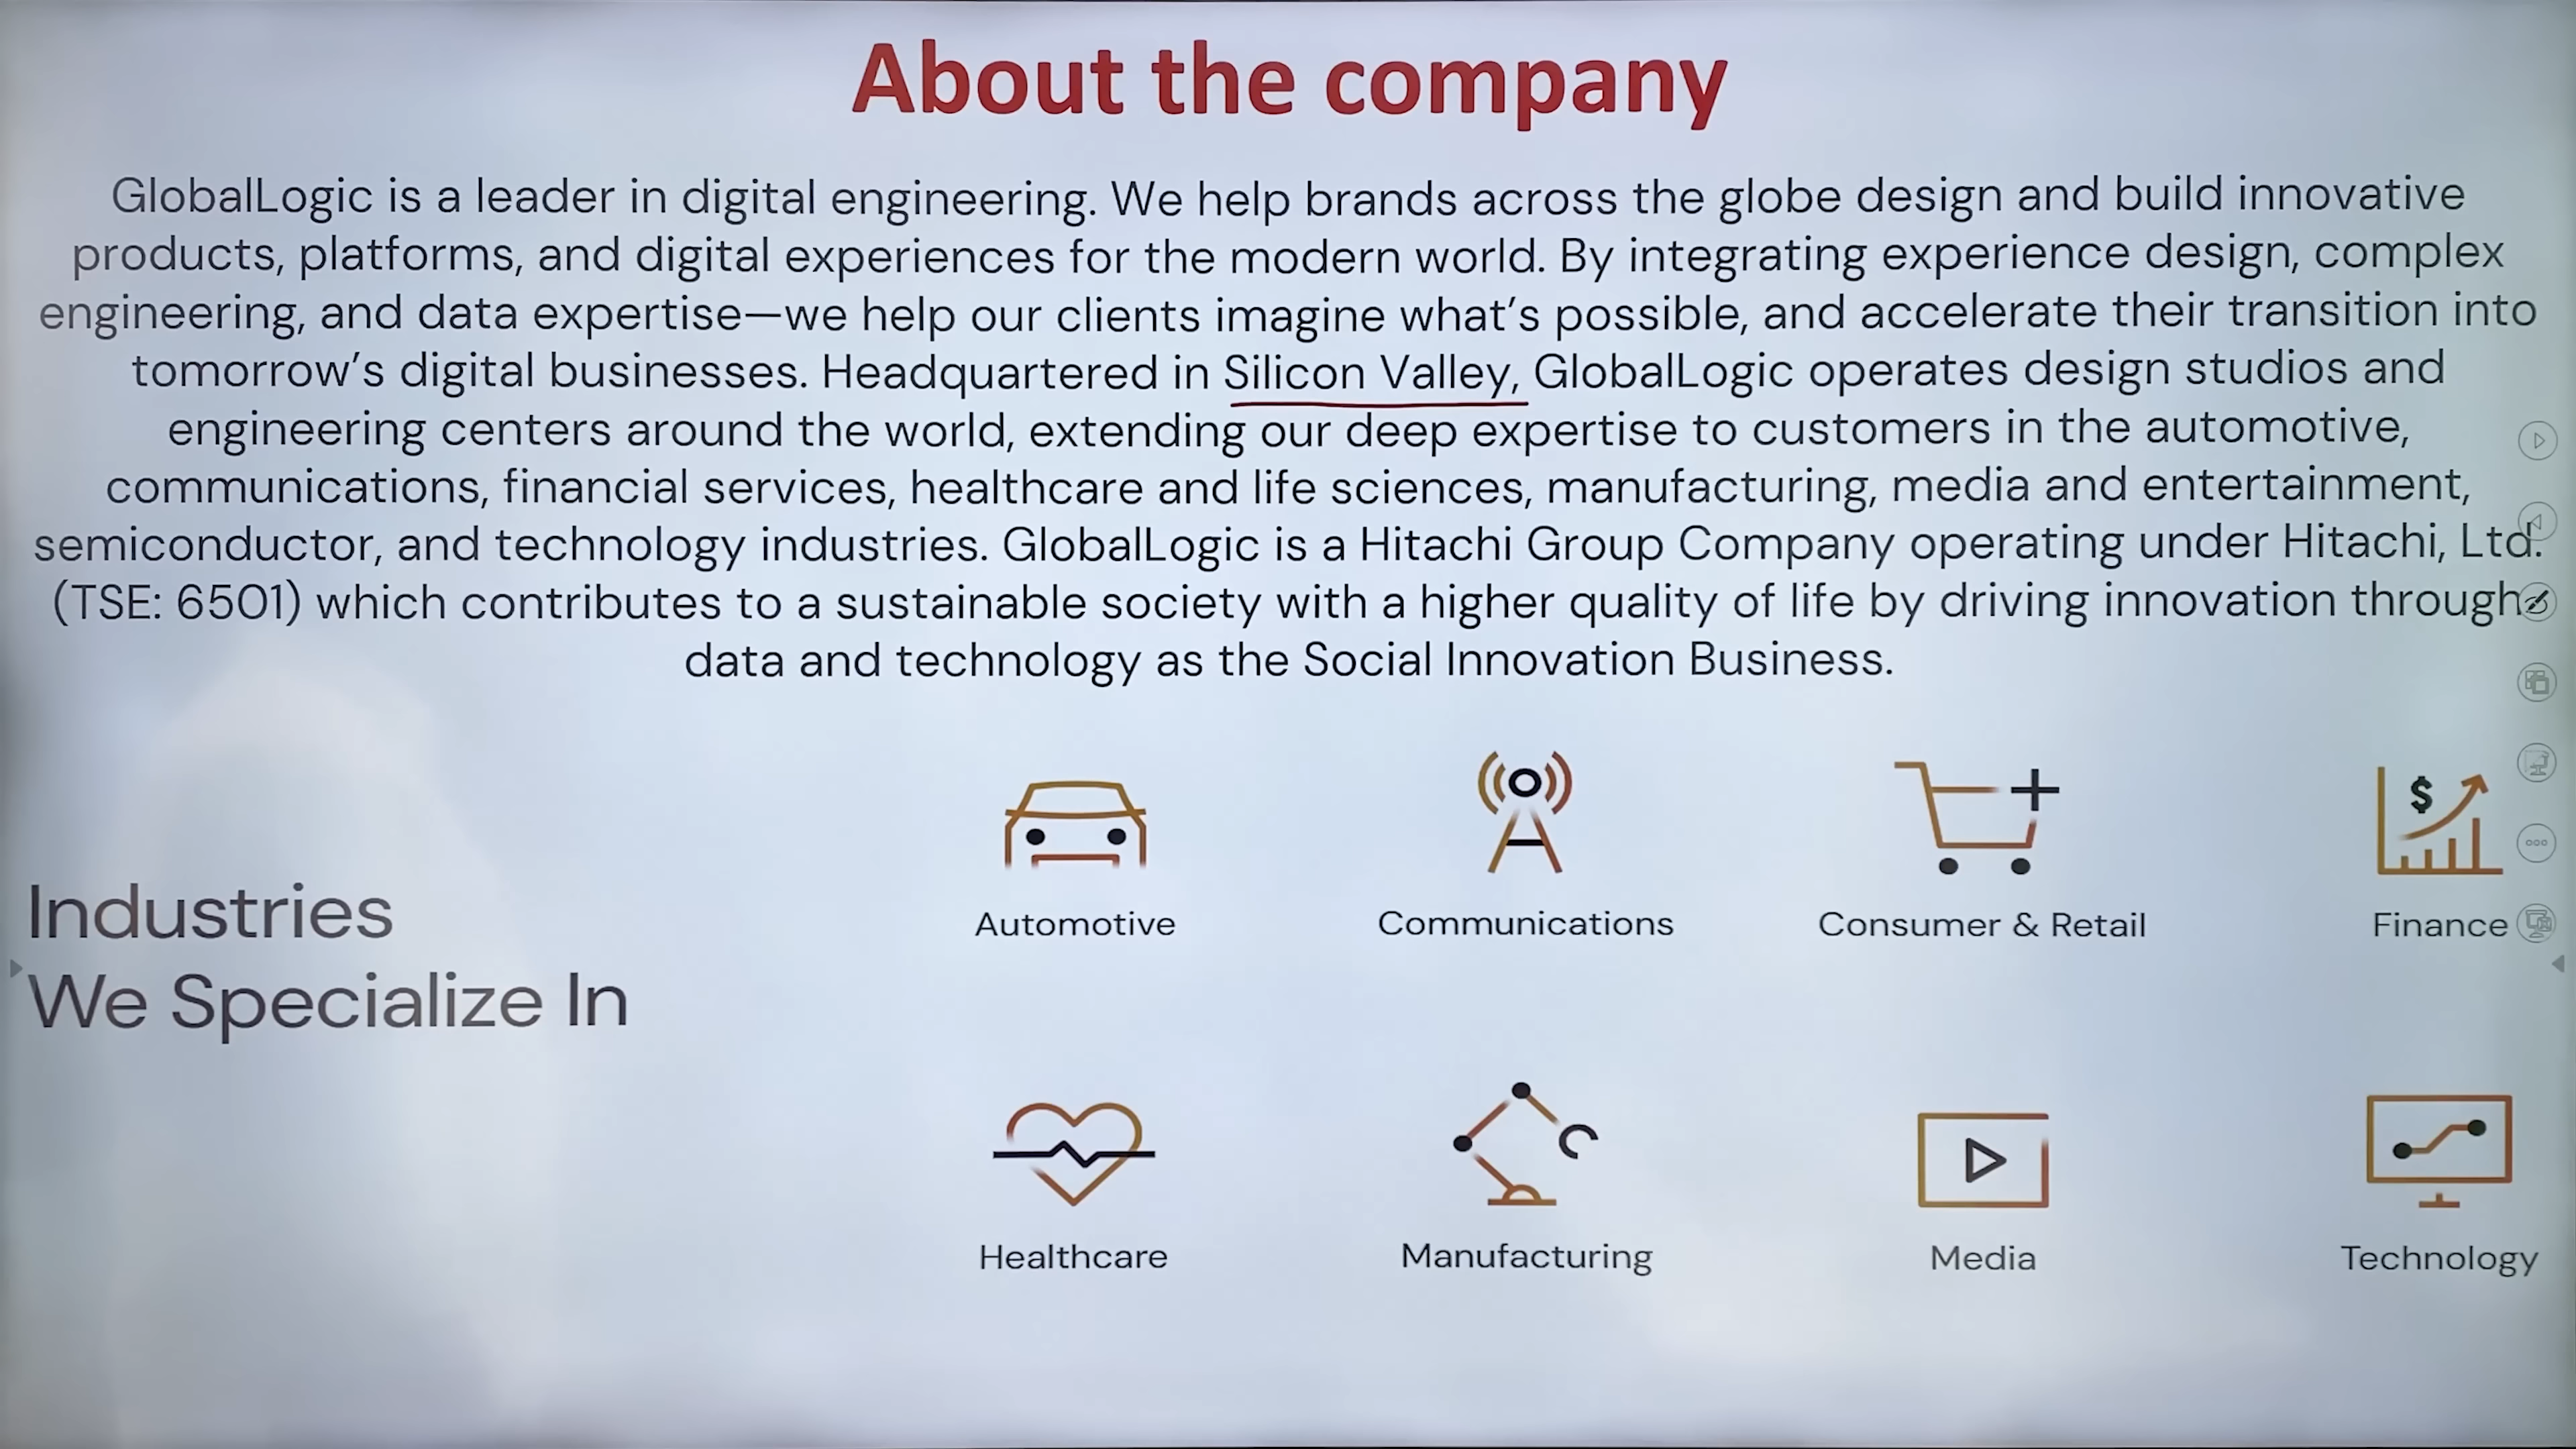 About the company
GlobalLogic is a leader in digital engineering. We help brands across the globe design and build innovative
products, platforms, and digital experiences for the modern world. By integrating experience design, complex
engineering, and data expertise—we help our clients imagine what's possible, and accelerate their transition into
tomorrow's digital businesses. Headquartered in Silicon Valley, GlobalLogic operates design studios and
engineering centers around the world, extending our deep expertise to customers in the automotive,
communications, financial services, healthcare and life sciences, manufacturing, media and entertainment,
semiconductor, and technology industries. GlobalLogic is a Hitachi Group Company operating under Hitachi, Ltd.
(TSE: 6501) which contributes to a sustainable society with a higher quality of life by driving innovation through
data and technology as the Social Innovation Business.
Industries
We Specialize In
Automotive
Communications
Consumer & Retail
$
Finance
Healthcare
Manufacturing
Media
Technology